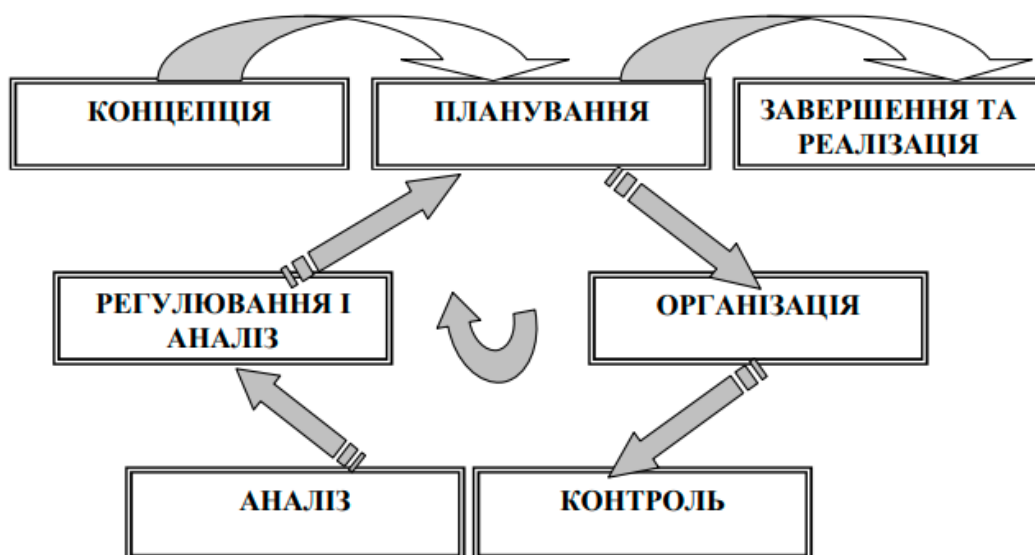 КОНЦЕПЦІЯ
ПЛАНУВАННЯ
ЗАВЕРШЕННЯ ТА
РЕАЛІЗАЦІЯ
РЕГУЛЮВАННЯ І
АНАЛІЗ
ОРГАНІЗАЦІЯ
АНАЛІЗ
КОНТРОЛЬ